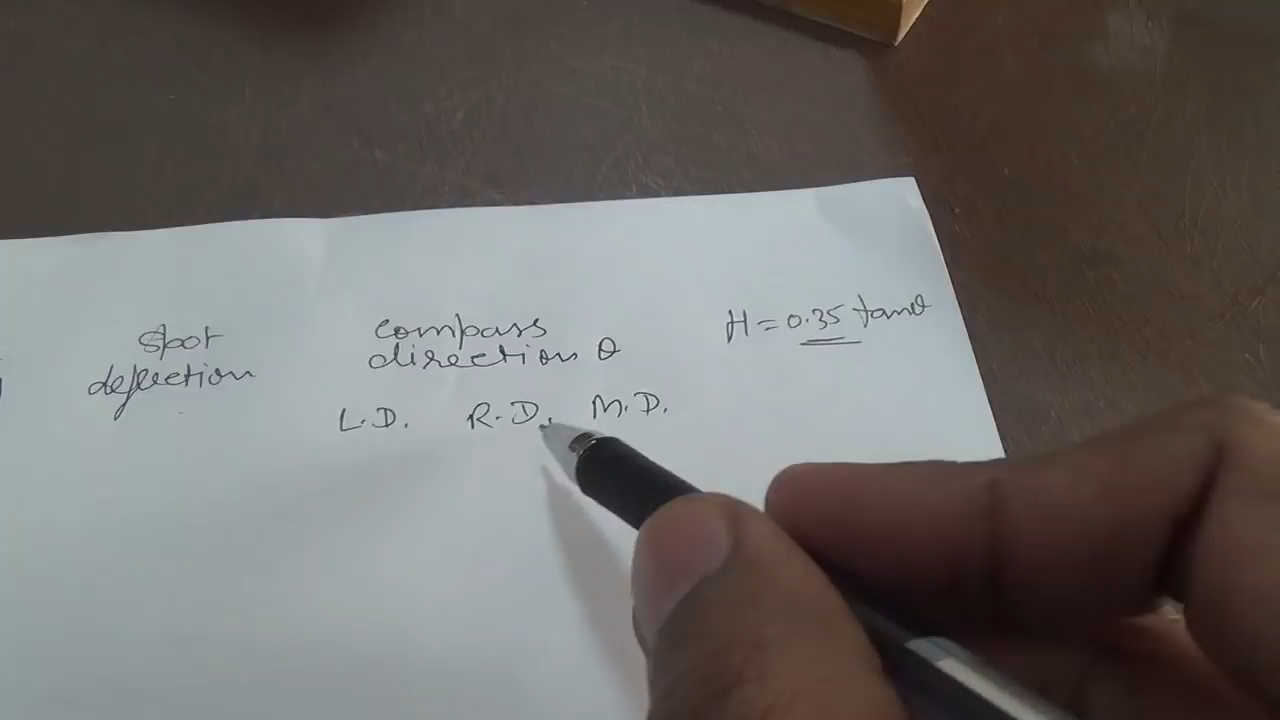 spot
deflection
compass
direction θ
L.D. R.D. M.D.
H = 0.35 tanθ